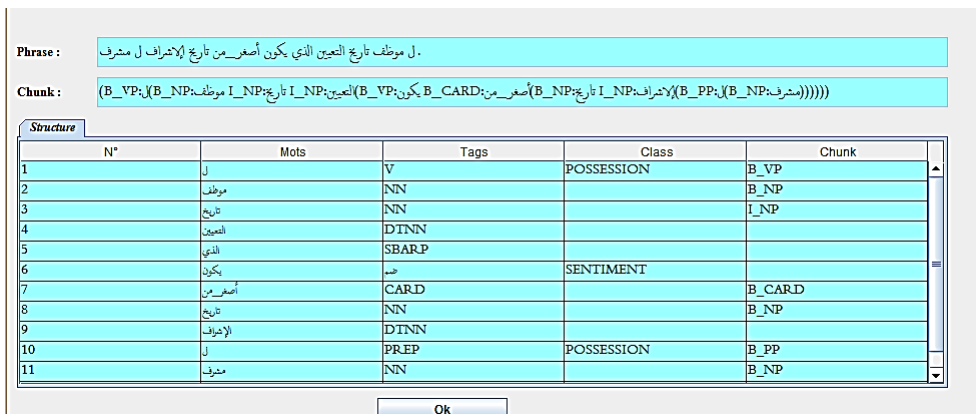 Phrase : ل موظف تاريخ التعيين الذي يكون أصغر_من تاريخ الإشراف ل مشرف.
Chunk : (B_VP:ل(B_NP:موظف I_NP:تاريخ I_NP:التعيين(B_VP:يكون B_CARD:أصغر_من(B_NP:تاريخ I_NP:الإشراف(B_PP:ل(B_NP:مشرف))))))
Structure
N° Mots Tags Class Chunk
1 ل V POSSESSION B_VP
2 موظف NN B_NP
3 تاريخ NN I_NP
4 التعيين DTNN
5 الذي SBARP
6 يكون SENTIMENT
7 أصغر_من CARD B_CARD
8 تاريخ NN B_NP
9 الإشراف DTNN
10 ل PREP POSSESSION B_PP
11 مشرف NN B_NP
Ok